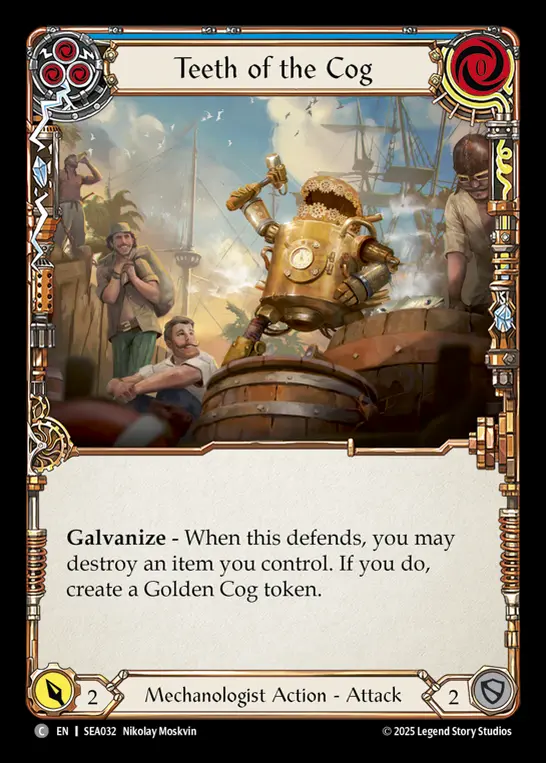 Teeth of the Cog
0
Galvanize - When this defends, you may
destroy an item you control. If you do,
create a Golden Cog token.
2
Mechanologist Action - Attack
2
C EN | SEA032 Nikolay Moskvin
© 2025 Legend Story Studios